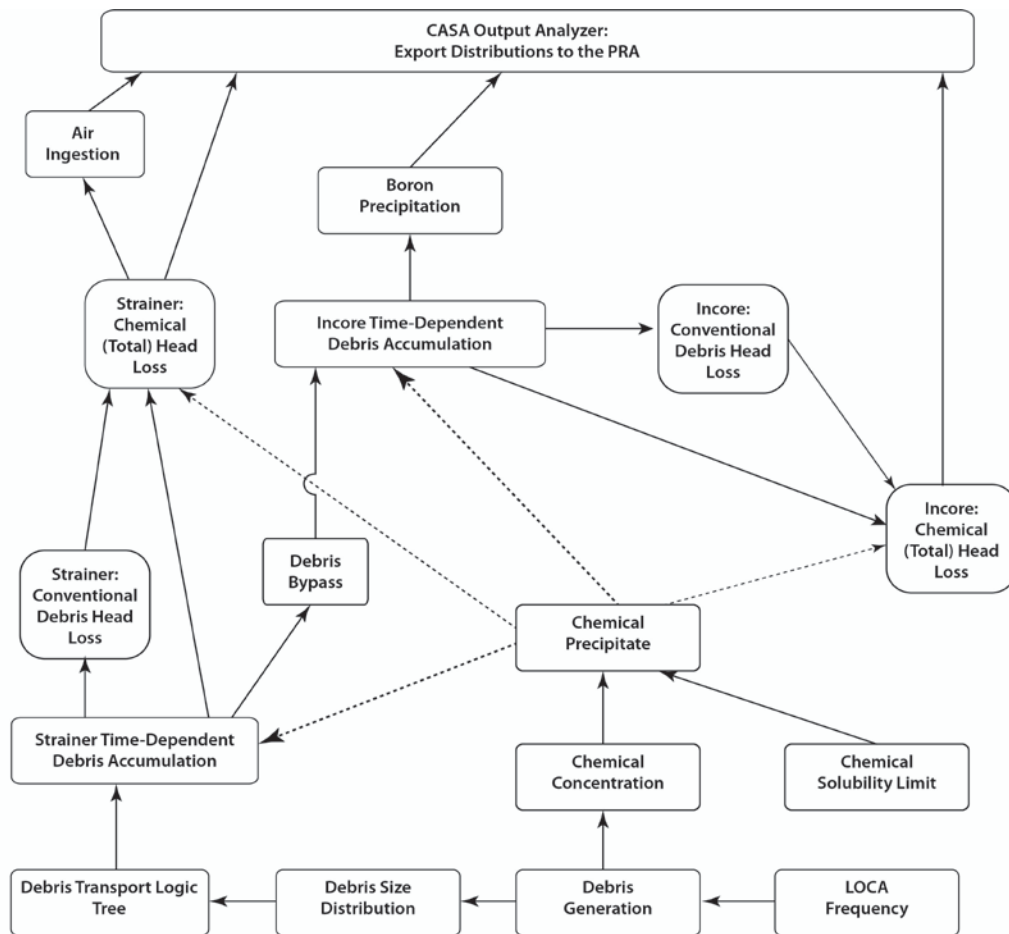 CASA Output Analyzer:
Export Distributions to the PRA
Air
Ingestion
Boron
Precipitation
Strainer:
Chemical
(Total) Head
Loss
Incore Time-Dependent
Debris Accumulation
Incore:
Conventional
Debris Head
Loss
Incore:
Chemical
(Total) Head
Loss
Strainer:
Conventional
Debris Head
Loss
Debris
Bypass
Chemical
Precipitate
Strainer Time-Dependent
Debris Accumulation
Chemical
Concentration
Chemical
Solubility Limit
Debris Transport Logic
Tree
Debris Size
Distribution
Debris
Generation
LOCA
Frequency